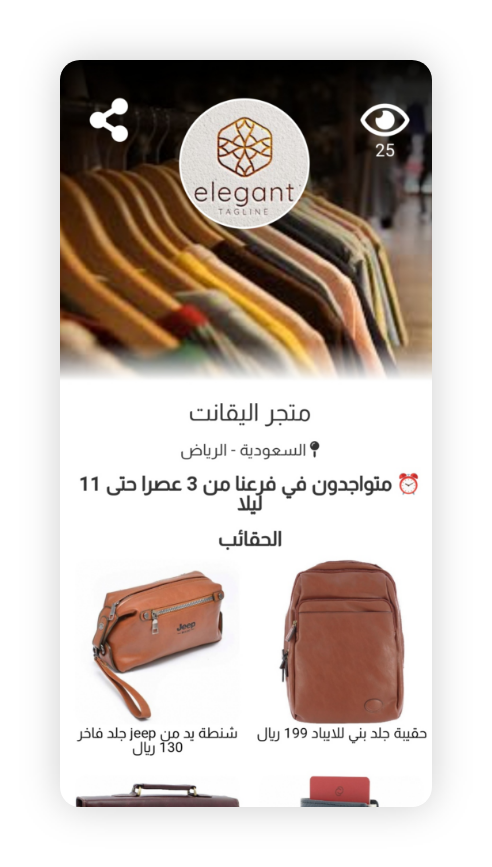 25
elegant
TAGLINE
متجر اليقانت
السعودية - الرياض
متواجدون في فرعنا من 3 عصرا حتى 11
ليلا
الحقائب
Jeep
حقيبة جلد بني للايباد 199 ريال
شنطة يد من jeep جلد فاخر
130 ريال